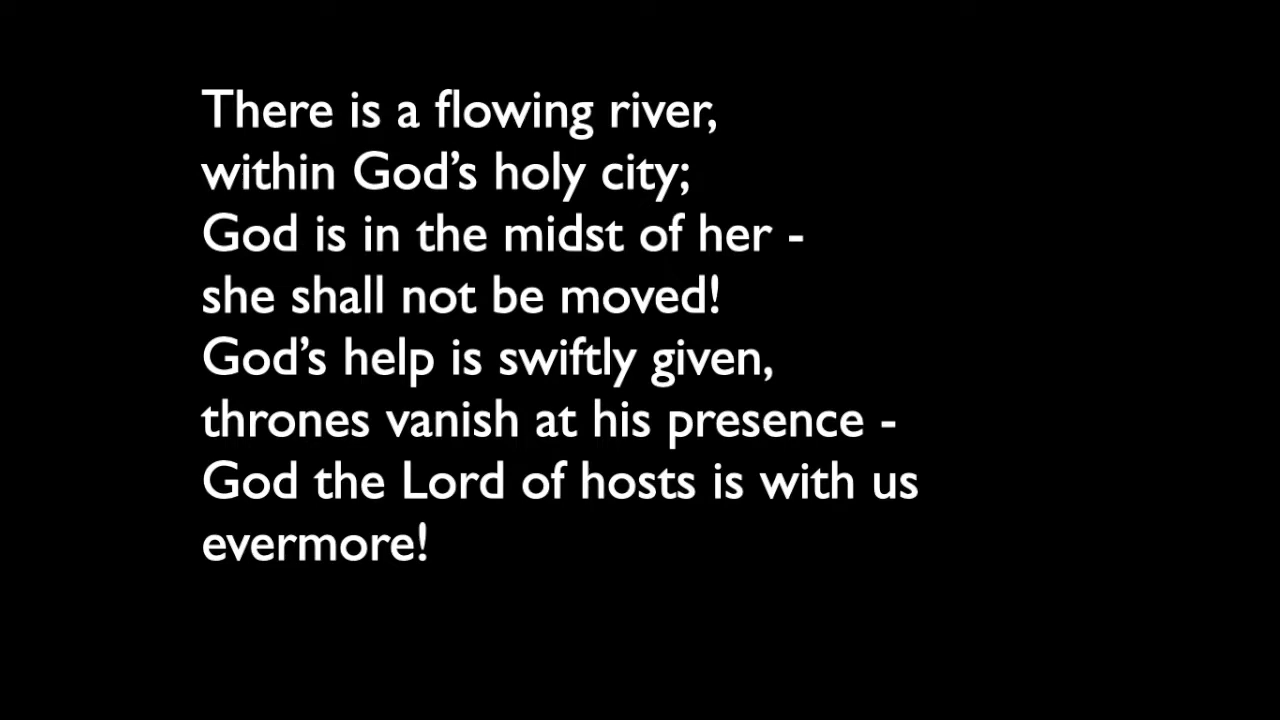 There is a flowing river,
within God’s holy city;
God is in the midst of her -
she shall not be moved!
God’s help is swiftly given,
thrones vanish at his presence -
God the Lord of hosts is with us
evermore!